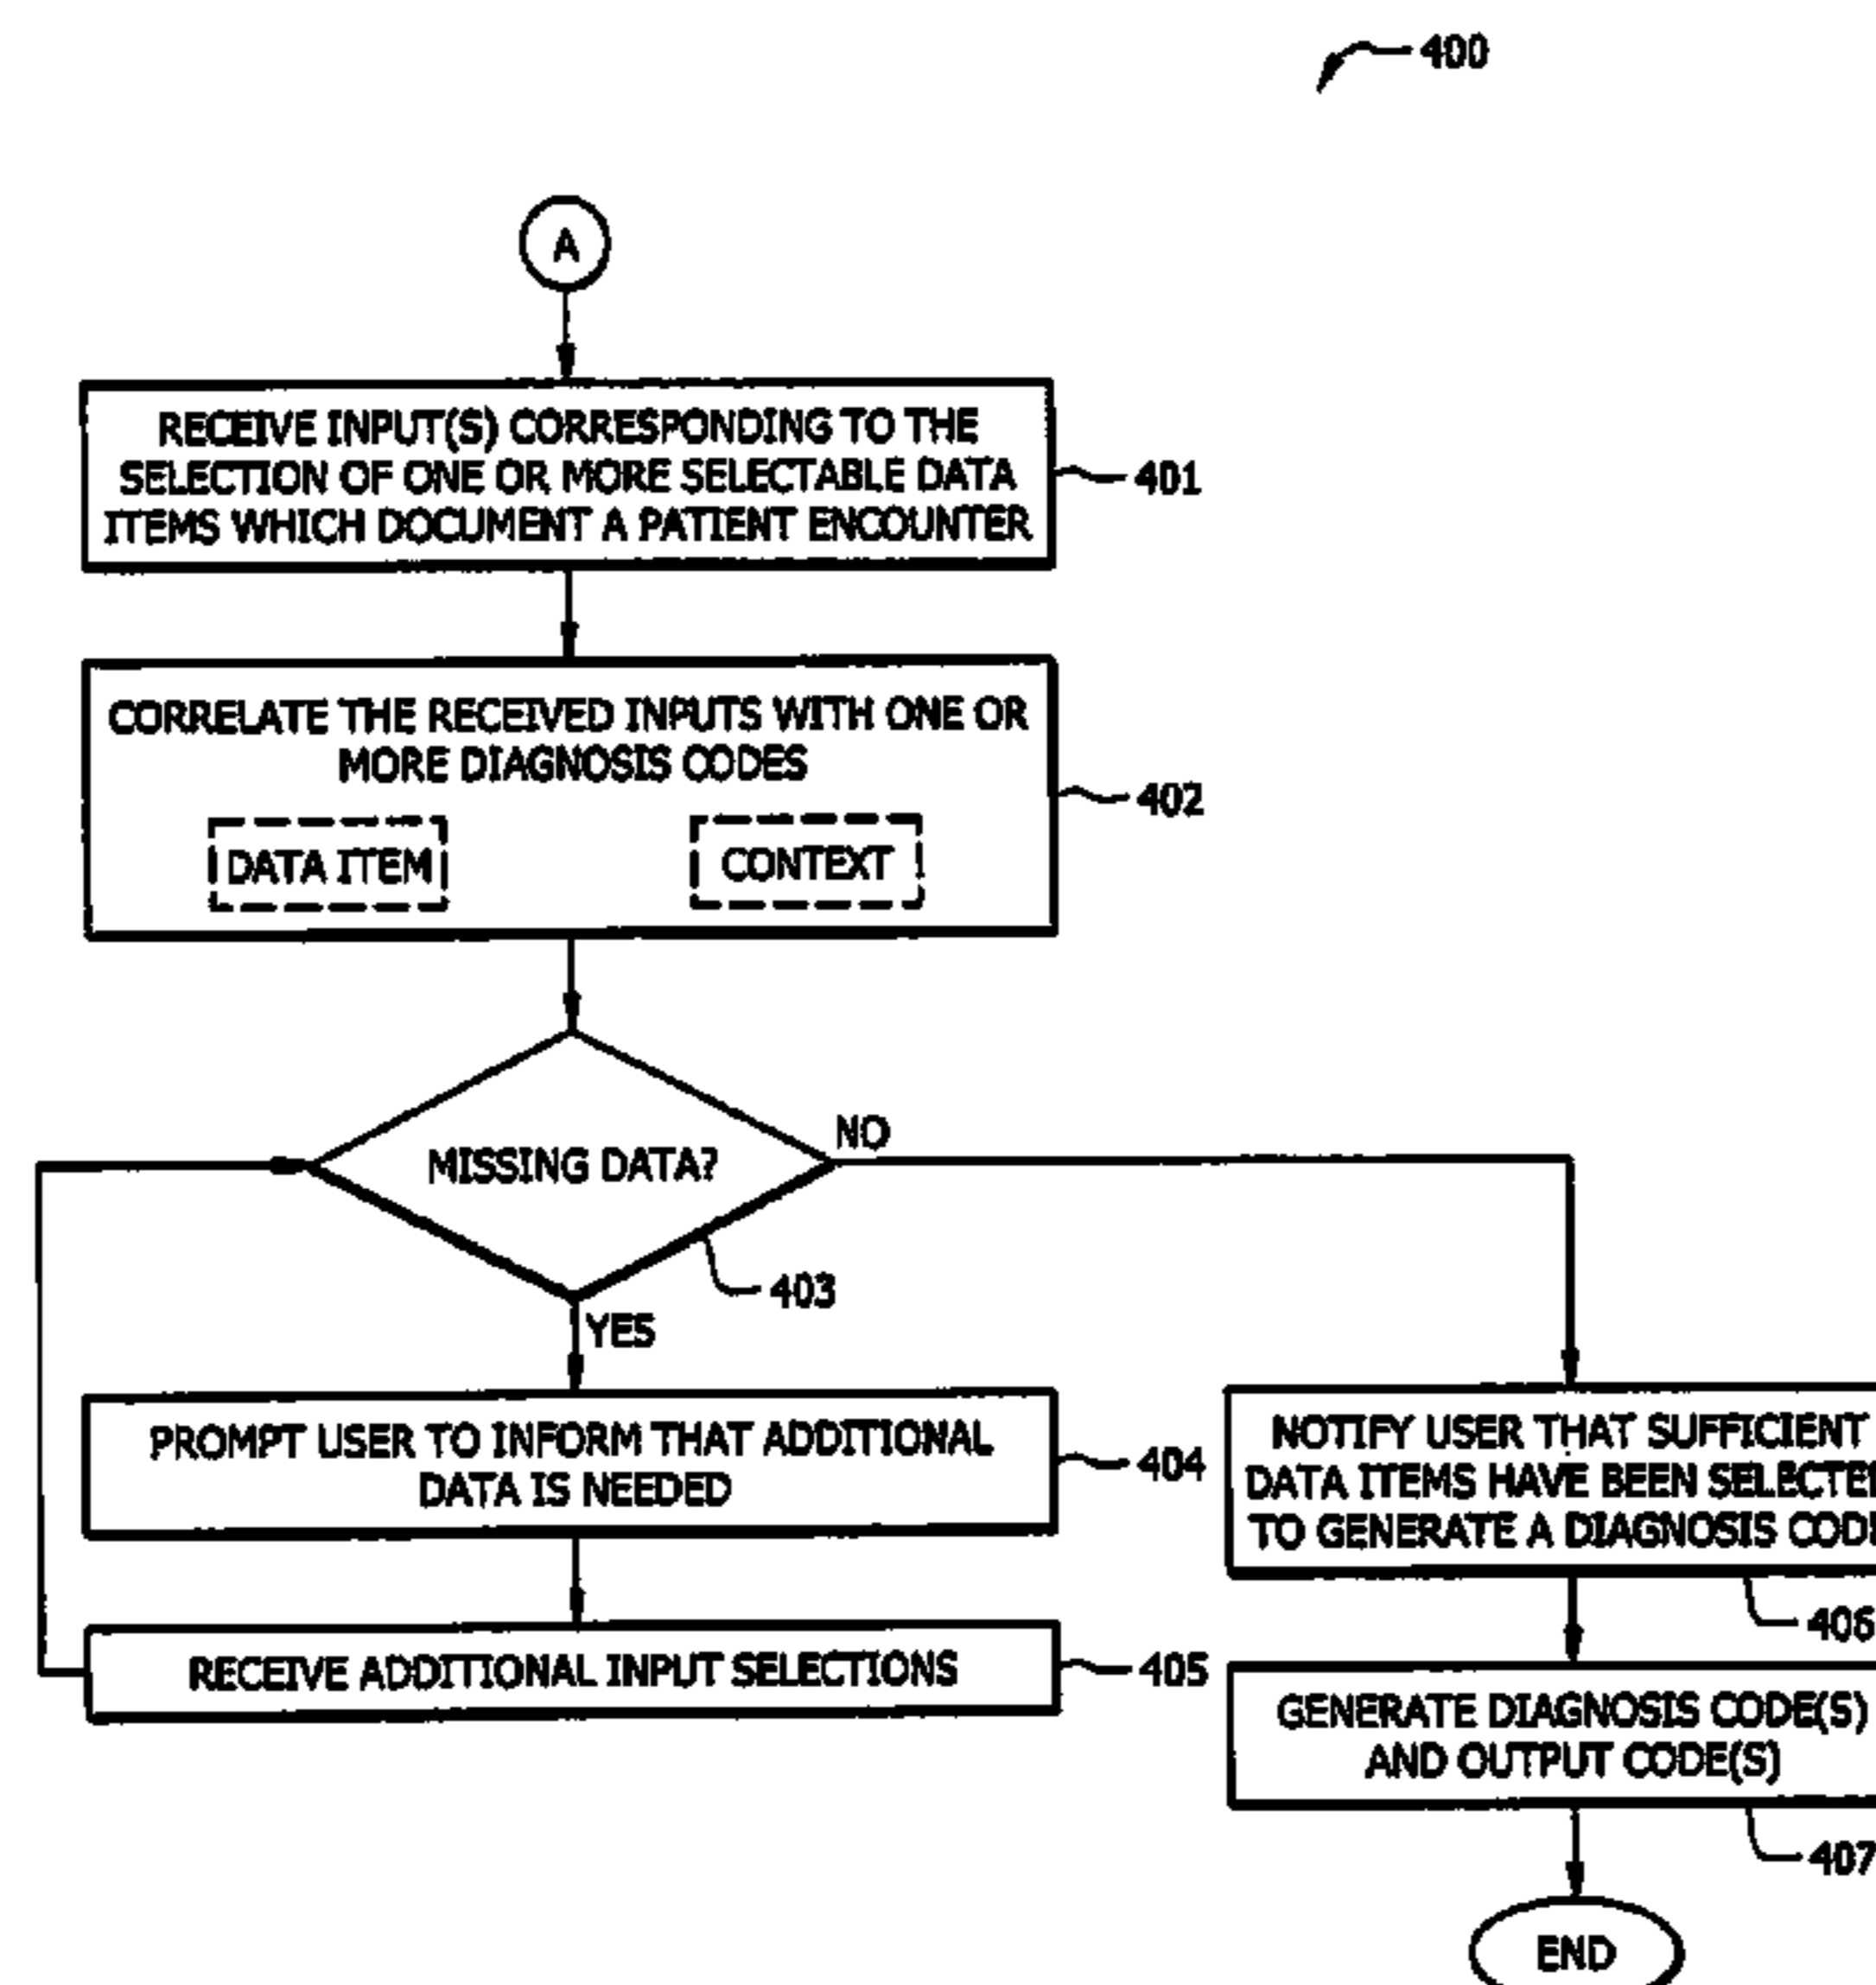 400
A
RECEIVE INPUT(S) CORRESPONDING TO THE
SELECTION OF ONE OR MORE SELECTABLE DATA
ITEMS WHICH DOCUMENT A PATIENT ENCOUNTER
401
CORRELATE THE RECEIVED INPUTS WITH ONE OR
MORE DIAGNOSIS CODES
DATA ITEM
CONTEXT
402
MISSING DATA?
NO
403
YES
PROMPT USER TO INFORM THAT ADDITIONAL
DATA IS NEEDED
404
RECEIVE ADDITIONAL INPUT SELECTIONS
405
NOTIFY USER THAT SUFFICIENT
DATA ITEMS HAVE BEEN SELECTED
TO GENERATE A DIAGNOSIS CODE
406
GENERATE DIAGNOSIS CODE(S)
AND OUTPUT CODE(S)
407
END